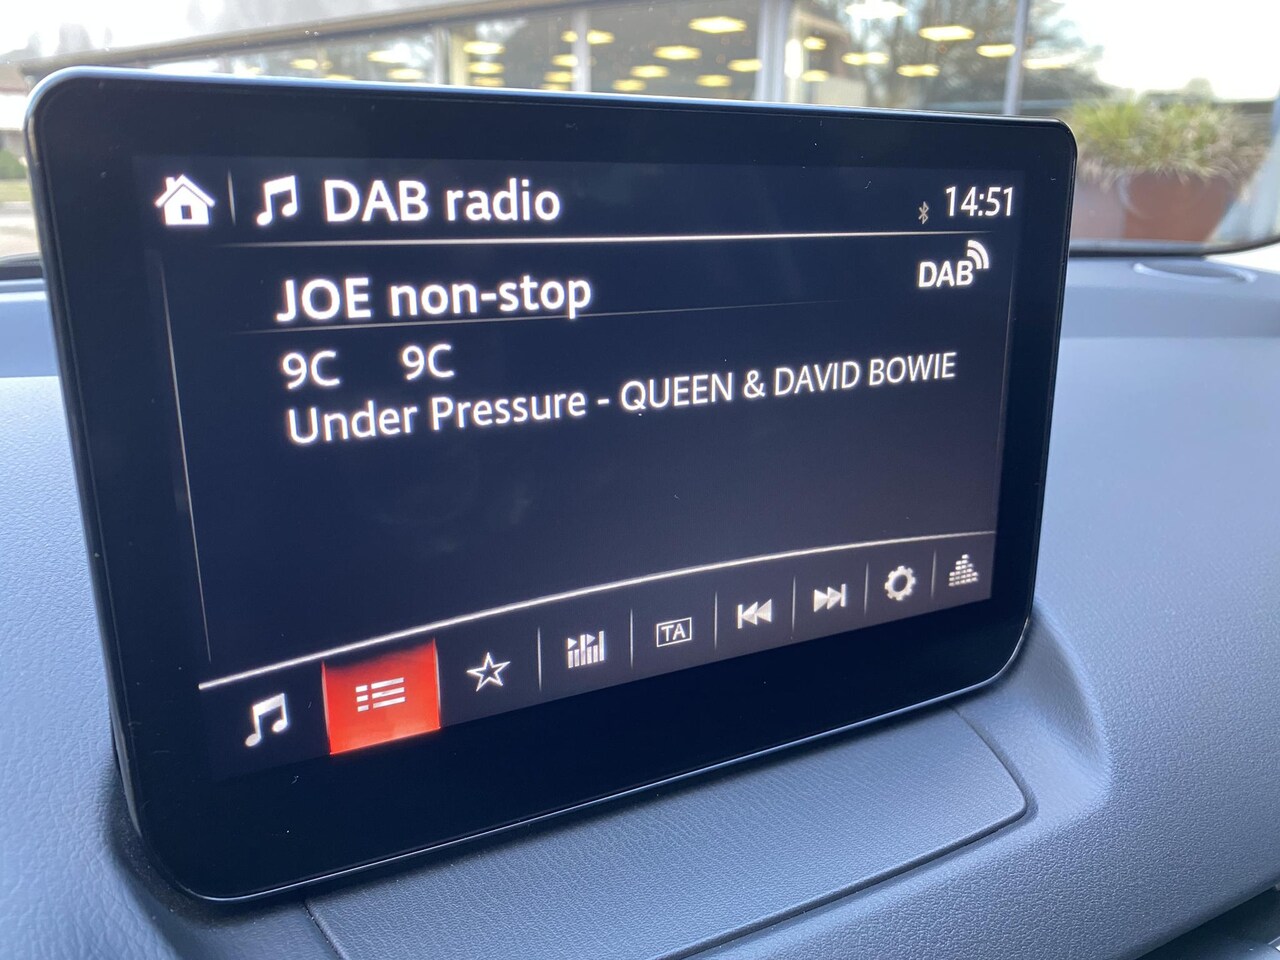 DAB radio
14:51
JOE non-stop
DAB
9C 9C
Under Pressure - QUEEN & DAVID BOWIE
TA